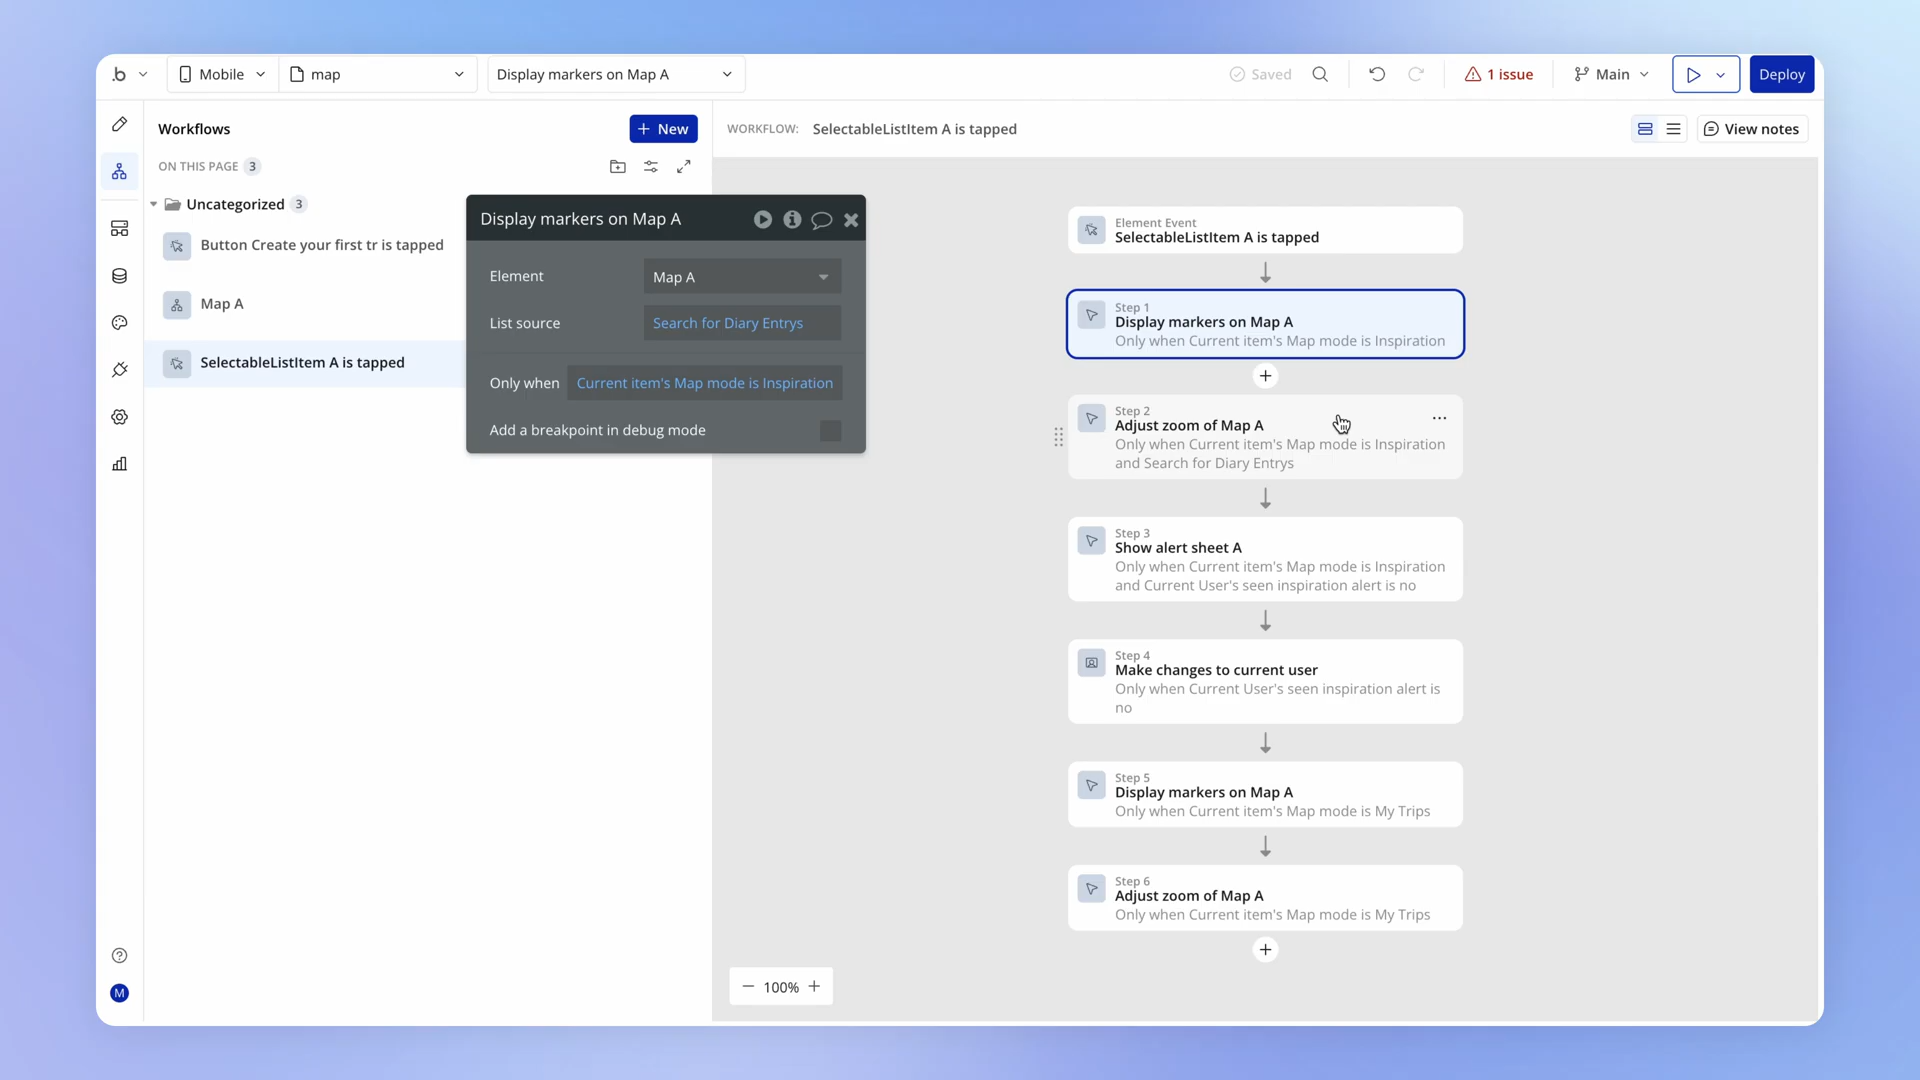 .b
Mobile
map
Display markers on Map A
Saved
1 issue
Main
Deploy
Workflows
+ New
ON THIS PAGE 3
Uncategorized 3
Button Create your first tr is tapped
Map A
SelectableListItem A is tapped
Display markers on Map A
Element
Map A
List source
Search for Diary Entrys
Only when
Current item's Map mode is Inspiration
Add a breakpoint in debug mode
WORKFLOW: SelectableListItem A is tapped
View notes
Element Event
SelectableListItem A is tapped
Step 1
Display markers on Map A
Only when Current item's Map mode is Inspiration
Step 2
Adjust zoom of Map A
Only when Current item's Map mode is Inspiration
and Search for Diary Entrys
Step 3
Show alert sheet A
Only when Current item's Map mode is Inspiration
and Current User's seen inspiration alert is no
Step 4
Make changes to current user
Only when Current User's seen inspiration alert is
no
Step 5
Display markers on Map A
Only when Current item's Map mode is My Trips
Step 6
Adjust zoom of Map A
Only when Current item's Map mode is My Trips
100%
M